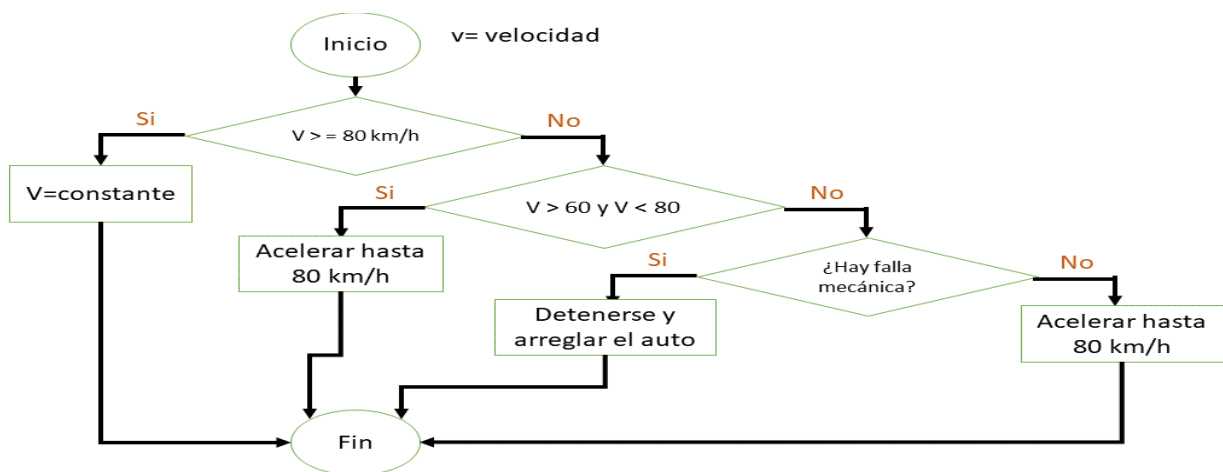 Inicio
v= velocidad
Si
V > = 80 km/h
No
V=constante
Si
V > 60 y V < 80
No
Acelerar hasta
80 km/h
Si
¿Hay falla
mecánica?
No
Detenerse y
arreglar el auto
Acelerar hasta
80 km/h
Fin